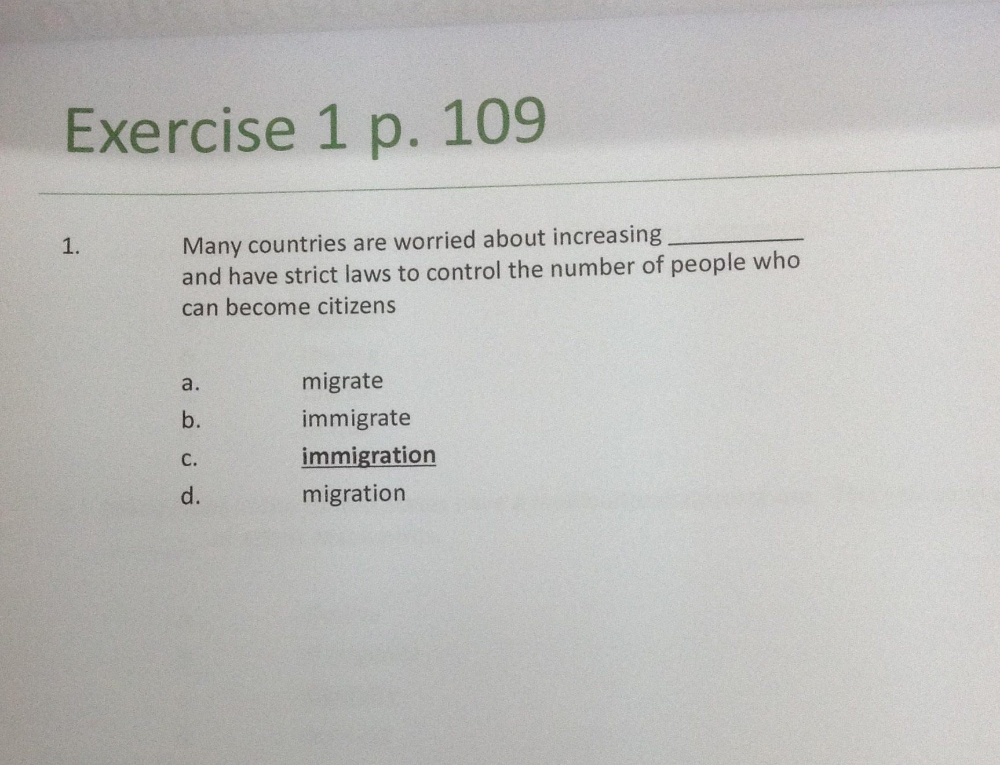 Exercise 1 p. 109
1. Many countries are worried about increasing __________
and have strict laws to control the number of people who
can become citizens
a. migrate
b. immigrate
c. immigration
d. migration